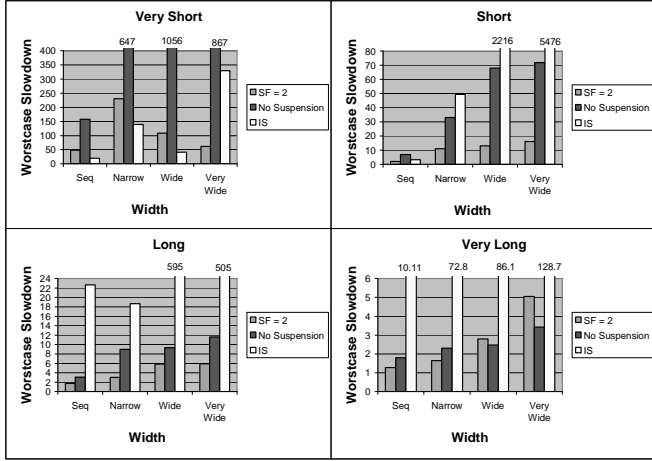 Very Short
647 1056 867
400
350
300
250
200
150
100
50
0
Worstcase Slowdown
Seq Narrow Wide Very Wide
Width
SF = 2
No Suspension
IS
Short
2216 5476
80
70
60
50
40
30
20
10
0
Worstcase Slowdown
Seq Narrow Wide Very Wide
Width
SF = 2
No Suspension
IS
Long
595 505
24
22
20
18
16
14
12
10
8
6
4
2
0
Worstcase Slowdown
Seq Narrow Wide Very Wide
Width
SF = 2
No Suspension
IS
Very Long
10.11 72.8 86.1 128.7
6
5
4
3
2
1
0
Worstcase Slowdown
Seq Narrow Wide Very Wide
Width
SF = 2
No Suspension
IS